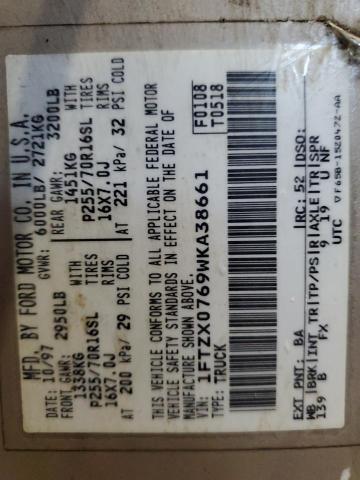 MFD. BY FORD MOTOR CO. IN U.S.A.
DATE: 10/97 GVWR: 6000LB/ 2721KG
FRONT GAWR: 2950LB REAR GAWR: 3200LB
1338KG WITH 1451KG WITH
P255/70R16SL TIRES P255/70R16SL TIRES
16X7.0J RIMS 16X7.0J RIMS
AT 200 kPa/ 29 PSI COLD AT 221 kPa/ 32 PSI COLD
THIS VEHICLE CONFORMS TO ALL APPLICABLE FEDERAL MOTOR
VEHICLE SAFETY STANDARDS IN EFFECT ON THE DATE OF
MANUFACTURE SHOWN ABOVE.
VIN: 1FTZX0769WKA38661
TYPE: TRUCK
F0108
T0518
EXT PNT: BA RC: 52 DSO:
WB BRK INT TR TP/PS R AXLE TR SPR
139 B FX 9 19 U NF
UTC